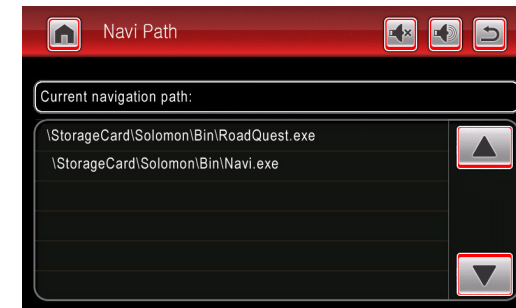 Navi Path
Current navigation path:
\StorageCard\Solomon\Bin\RoadQuest.exe
\StorageCard\Solomon\Bin\Navi.exe